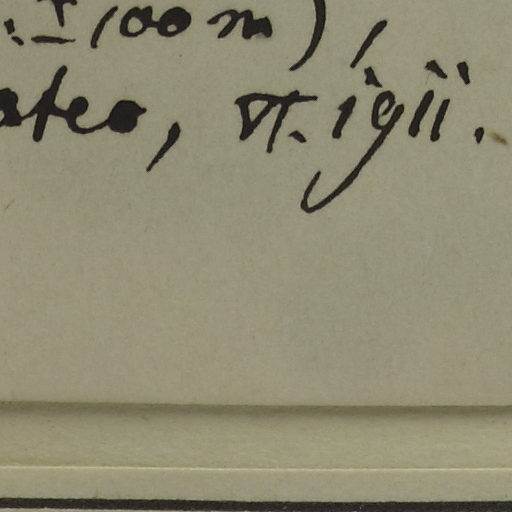 ± 100 m),
ateo, VI. 1911.